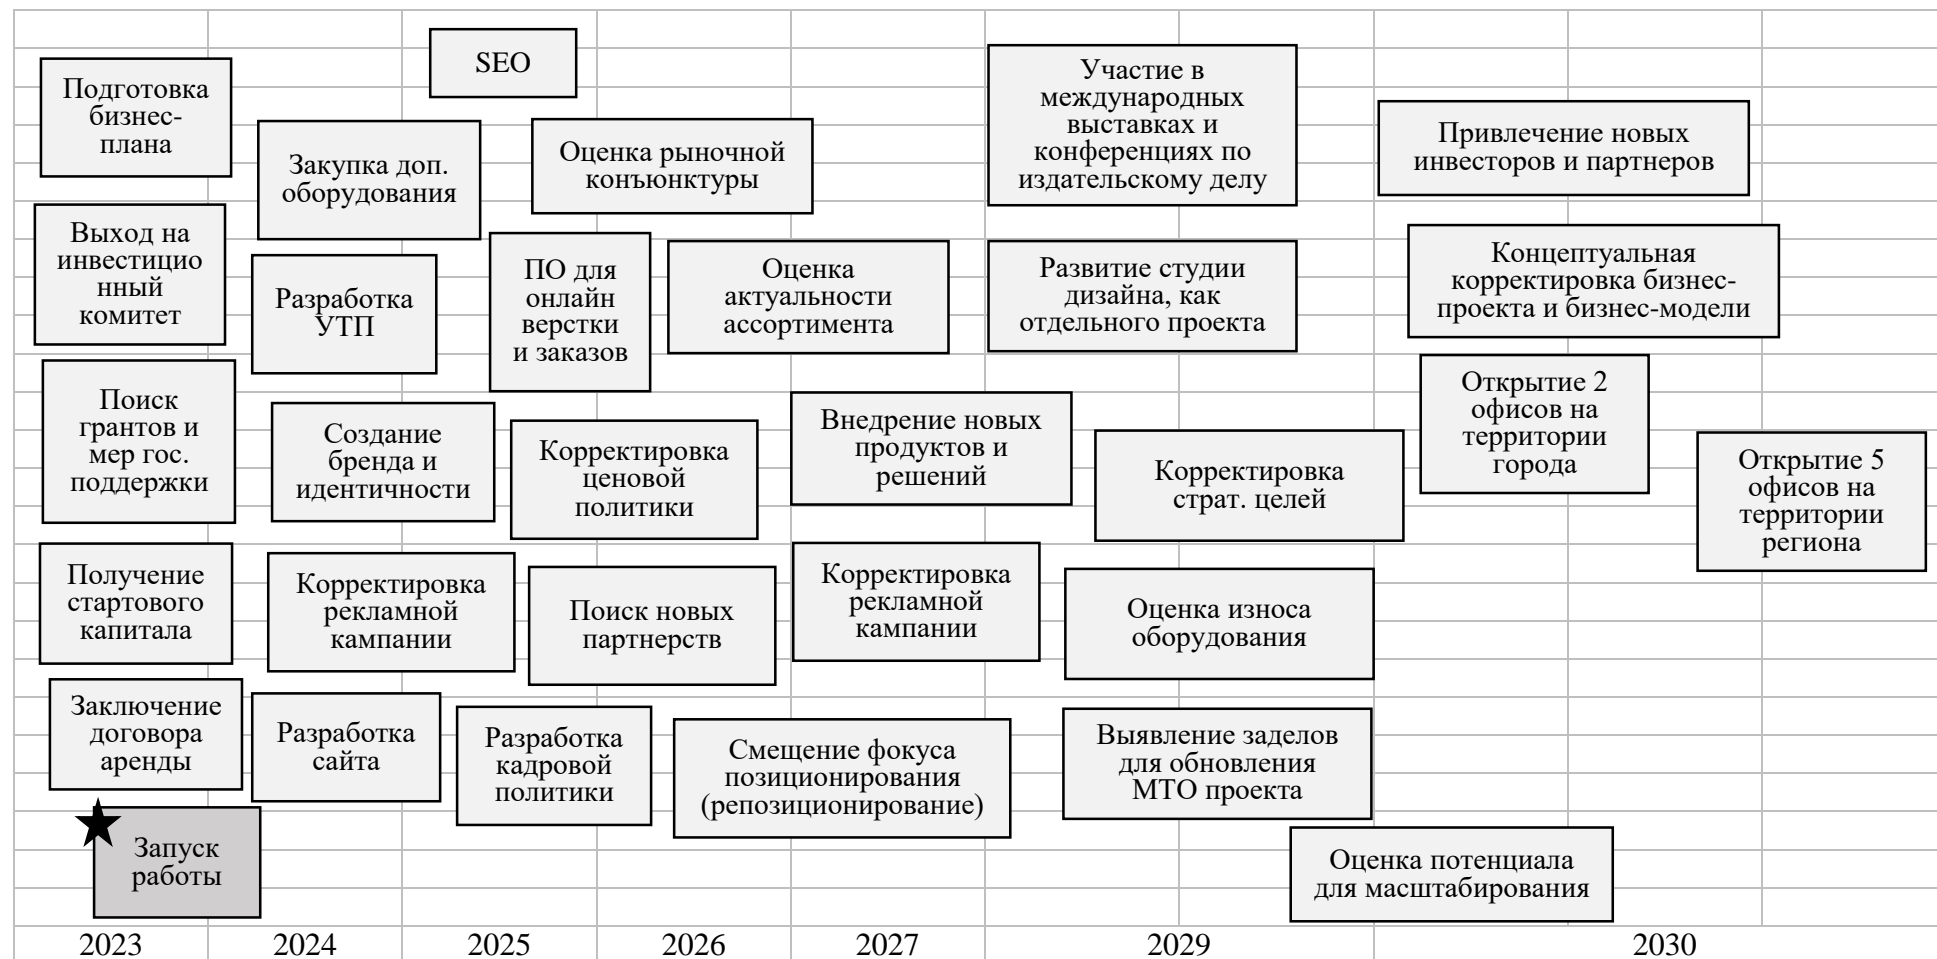 SEO
Подготовка
бизнес-
плана
Закупка доп.
оборудования
Оценка рыночной
конъюнктуры
Участие в
международных
выставках и
конференциях по
издательскому делу
Привлечение новых
инвесторов и партнеров
Выход на
инвестицио
нный
комитет
Разработка
УТП
ПО для
онлайн
верстки
и заказов
Оценка
актуальности
ассортимента
Развитие студии
дизайна, как
отдельного проекта
Концептуальная
корректировка бизнес-
проекта и бизнес-модели
Поиск
грантов и
мер гос.
поддержки
Создание
бренда и
идентичности
Корректировка
ценовой
политики
Внедрение новых
продуктов и
решений
Корректировка
страт. целей
Открытие 2
офисов на
территории
города
Открытие 5
офисов на
территории
региона
Получение
стартового
капитала
Корректировка
рекламной
кампании
Поиск новых
партнерств
Корректировка
рекламной
кампании
Оценка износа
оборудования
Заключение
договора
аренды
Разработка
сайта
Разработка
кадровой
политики
Смещение фокуса
позиционирования
(репозиционирование)
Выявление заделов
для обновления
МТО проекта
Запуск
работы
Оценка потенциала
для масштабирования
2023
2024
2025
2026
2027
2029
2030